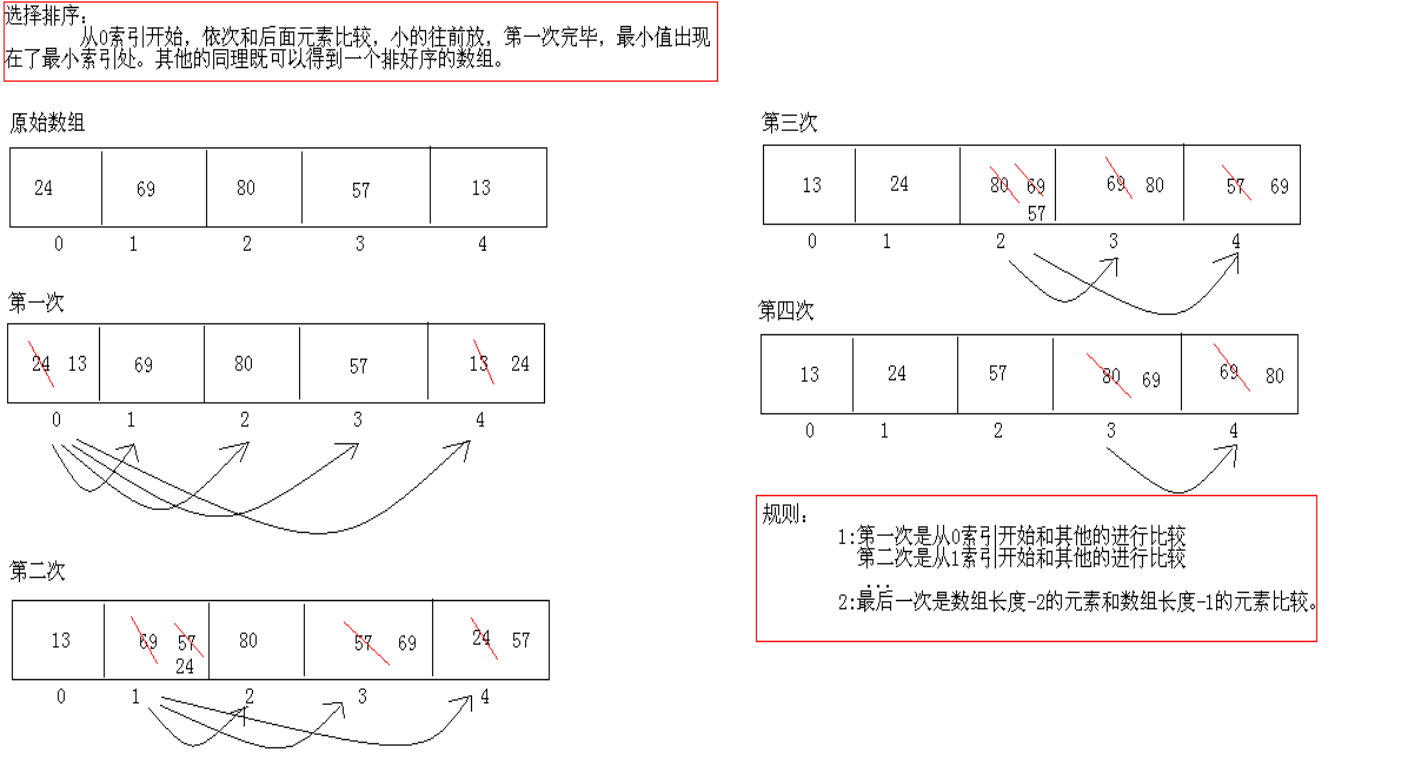 选择排序:
从0索引开始，依次和后面元素比较，小的往前放，第一次完毕，最小值出现
在了最小索引处。其他的同理既可以得到一个排好序的数组。
原始数组
24 69 80 57 13
0 1 2 3 4
第一次
24 13 69 80 57 13 24
0 1 2 3 4
第二次
13 69 57 80 57 69 24 57
24
0 1 2 3 4
第三次
13 24 80 69 69 80 57 69
57
0 1 2 3 4
第四次
13 24 57 80 69 69 80
0 1 2 3 4
规则:
1:第一次是从0索引开始和其他的进行比较
第二次是从1索引开始和其他的进行比较
...
2:最后一次是数组长度-2的元素和数组长度-1的元素比较。